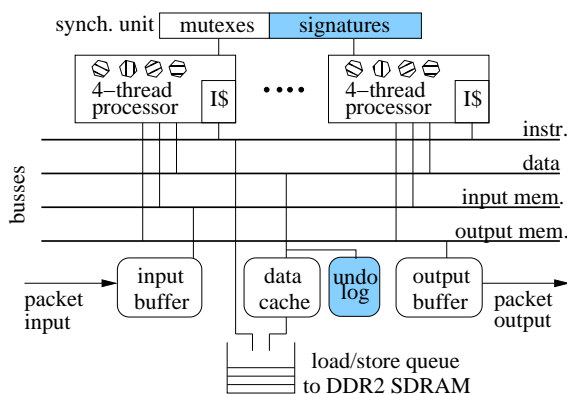 synch. unit
mutexes
signatures
4-thread
processor
I$
4-thread
processor
I$
busses
instr.
data
input mem.
output mem.
packet
input
input
buffer
data
cache
undo
log
output
buffer
packet
output
load/store queue
to DDR2 SDRAM